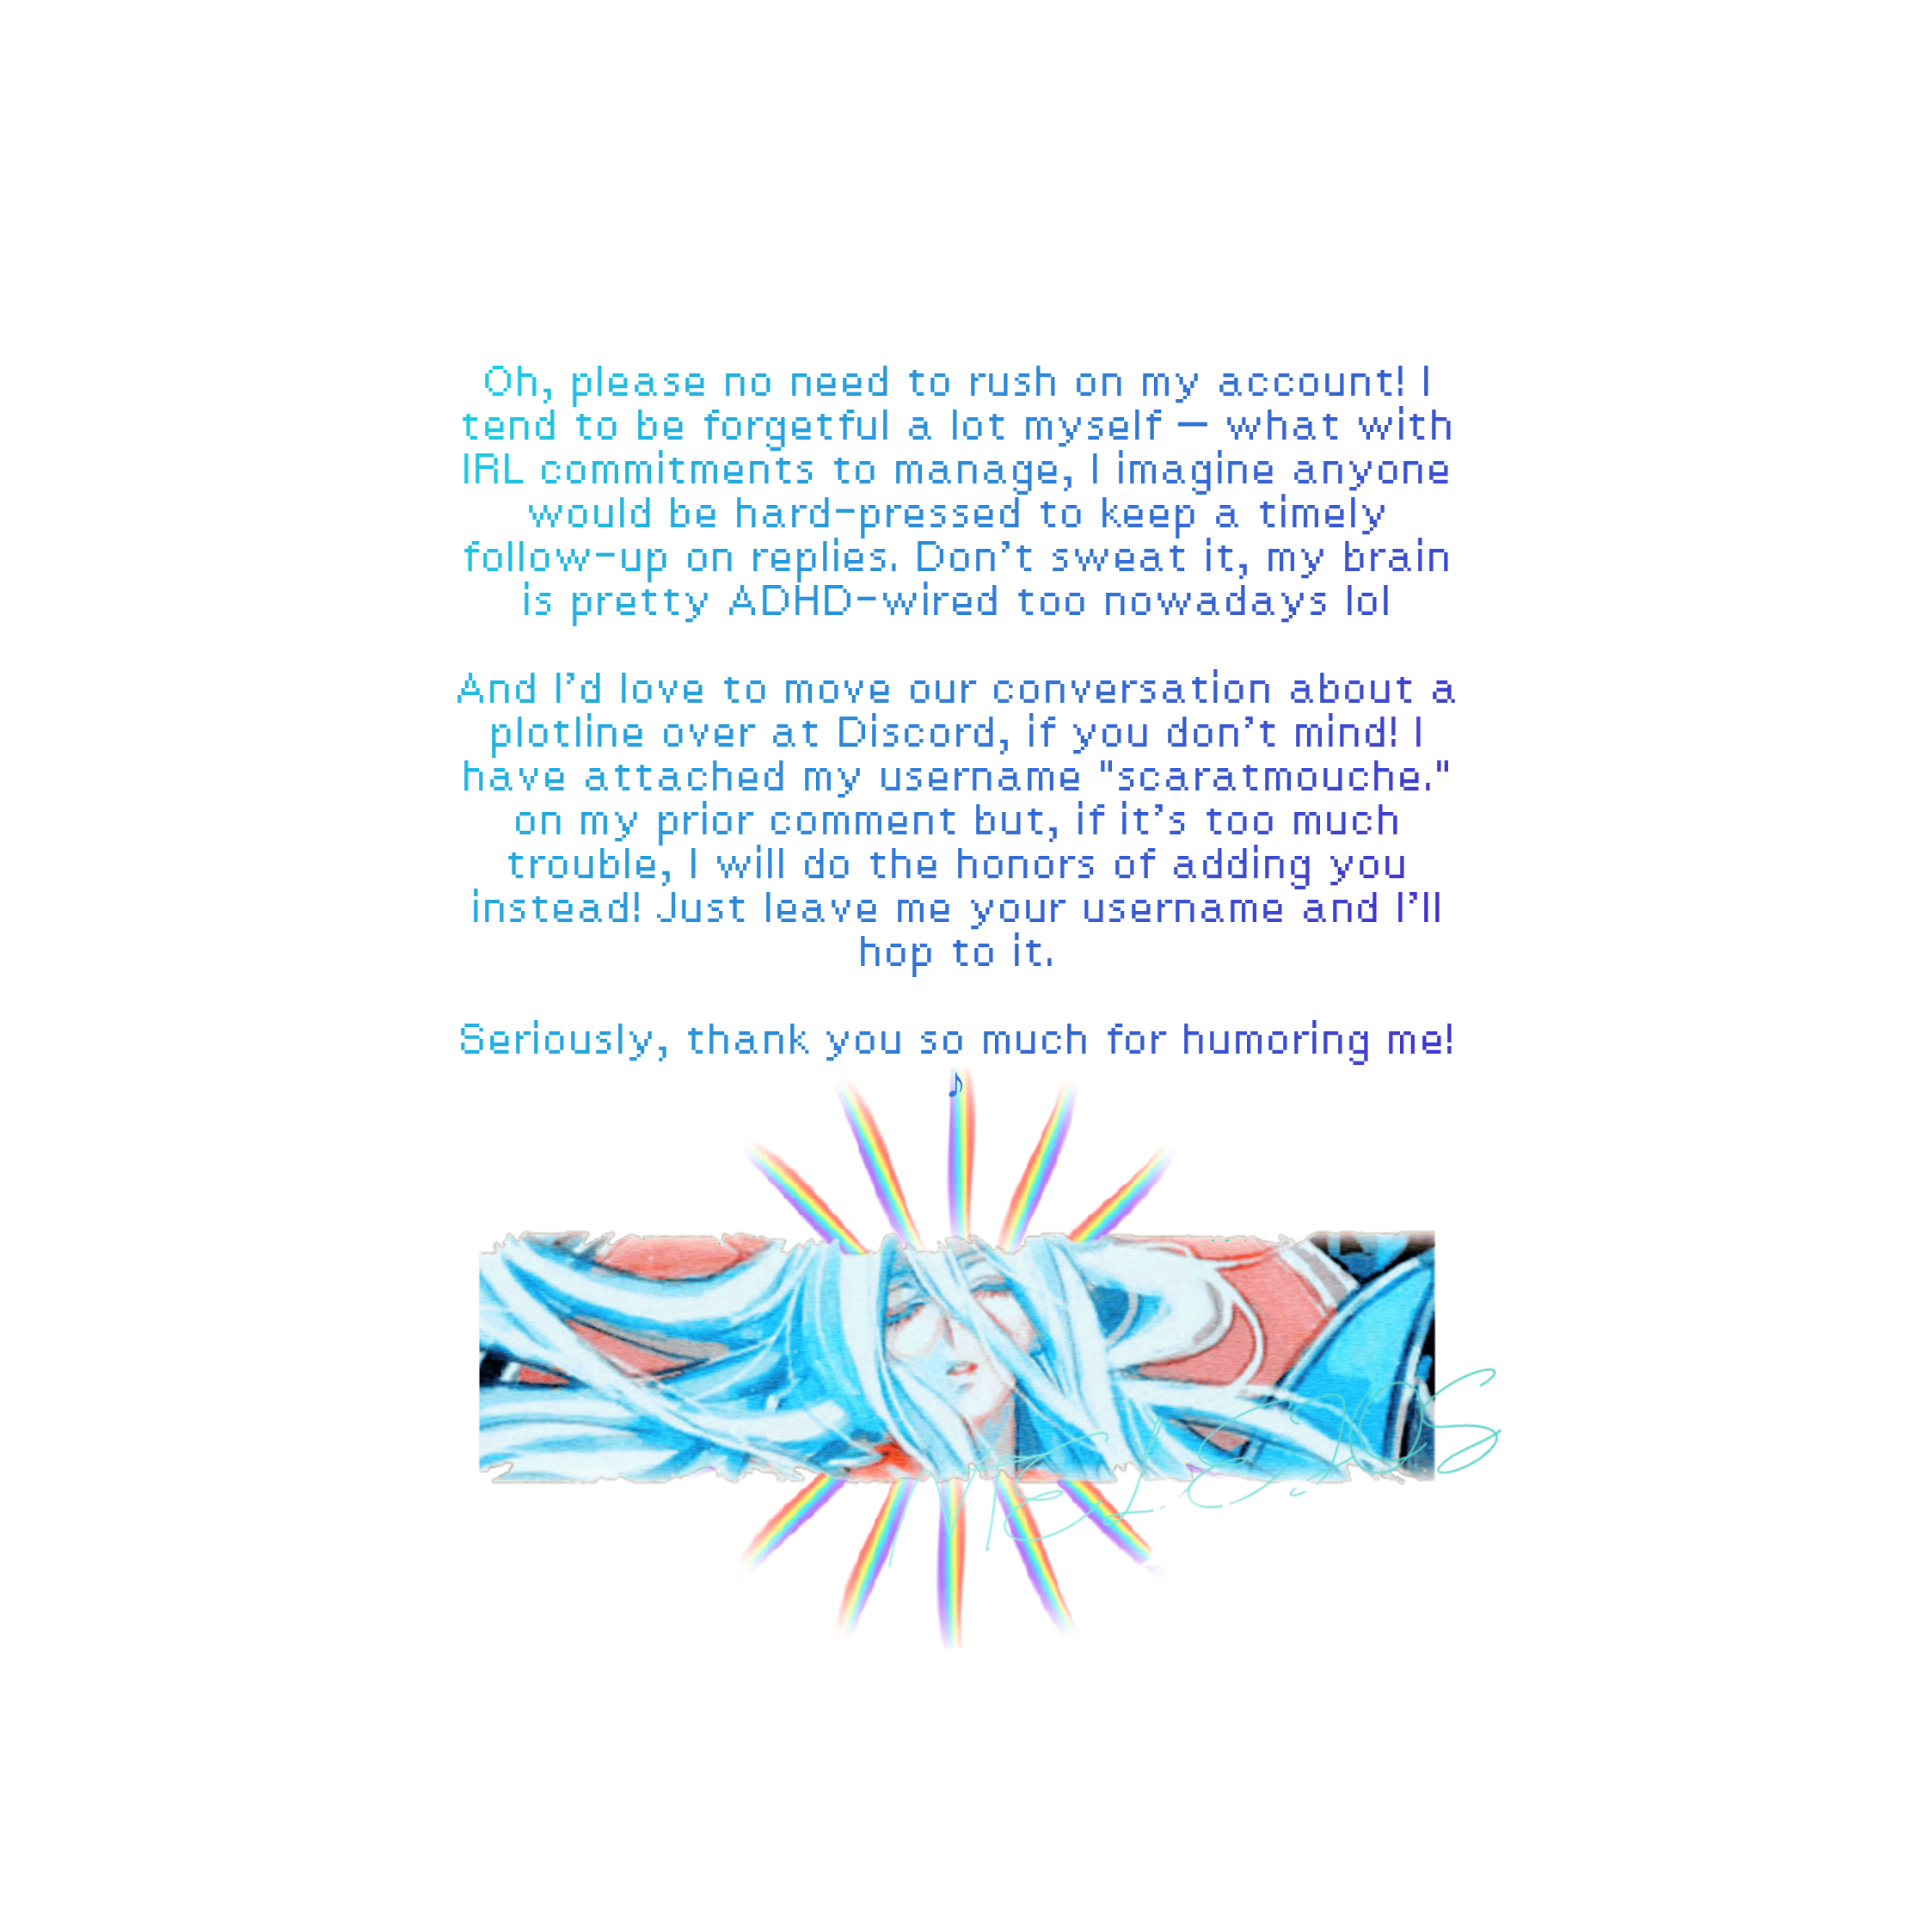 Oh, please no need to rush on my account! I
tend to be forgetful a lot myself — what with
IRL commitments to manage, I imagine anyone
would be hard-pressed to keep a timely
follow-up on replies. Don't sweat it, my brain
is pretty ADHD-wired too nowadays lol
And I'd love to move our conversation about a
plotline over at Discord, if you don't mind! I
have attached my username "scaratmouche."
on my prior comment but, if it's too much
trouble, I will do the honors of adding you
instead! Just leave me your username and I'll
hop to it.
Seriously, thank you so much for humoring me!
♪